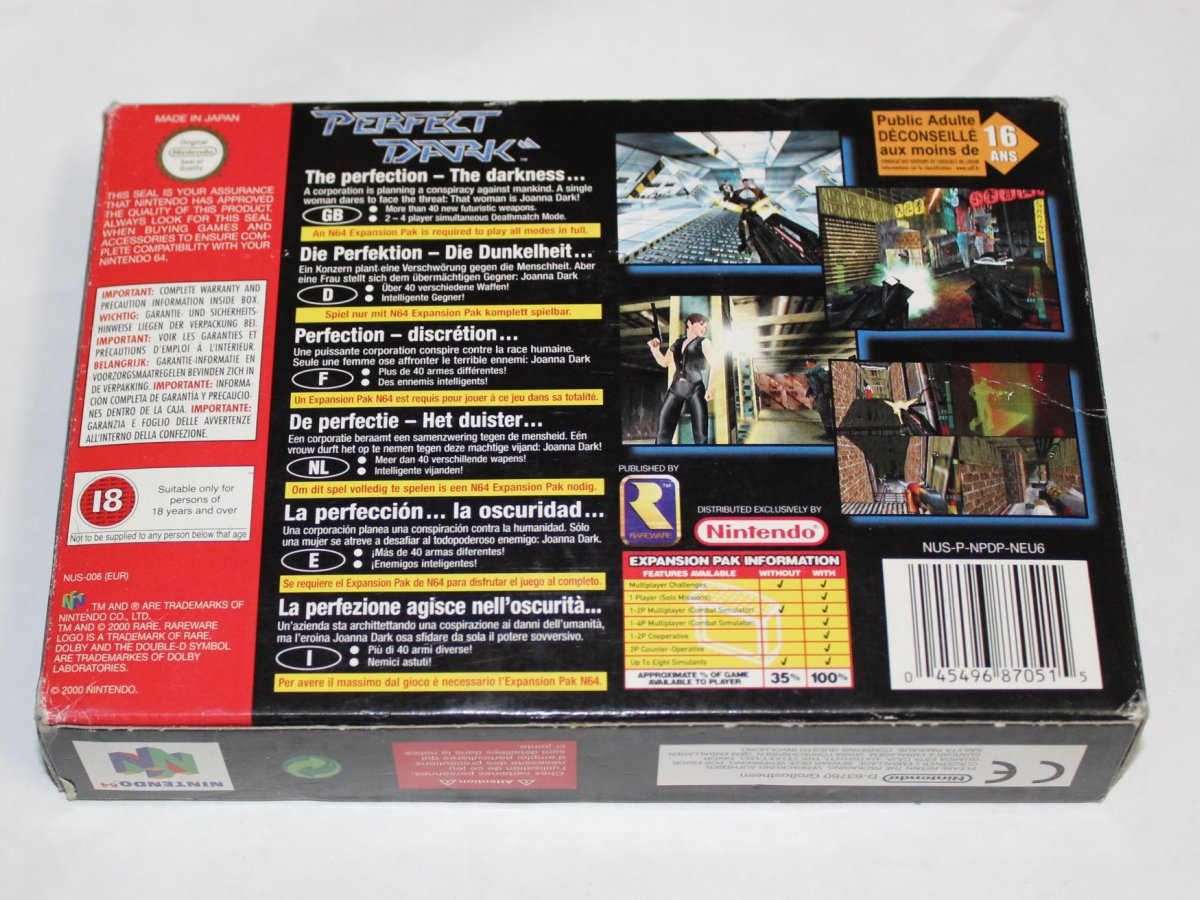 MADE IN JAPAN
Original
Nintendo
Seal of
Quality
THIS SEAL IS YOUR ASSURANCE
THAT NINTENDO HAS APPROVED
THE QUALITY OF THIS PRODUCT.
ALWAYS LOOK FOR THIS SEAL
WHEN BUYING GAMES AND
ACCESSORIES TO ENSURE COM-
PLETE COMPATIBILITY WITH YOUR
NINTENDO 64.
IMPORTANT: COMPLETE WARRANTY AND
PRECAUTION INFORMATION INSIDE BOX.
WICHTIG: GARANTIE- UND SICHERHEITS-
HINWEISE LIEGEN DER VERPACKUNG BEI.
IMPORTANT: VOIR LES GARANTIES ET
PRÉCAUTIONS D'EMPLOI À L'INTÉRIEUR.
BELANGRIJK: GARANTIE-INFORMATIE EN
VOORZORGSMAATREGELEN BEVINDEN ZICH IN
DE VERPAKKING. IMPORTANTE: INFORMA-
CIÓN COMPLETA DE GARANTÍA Y PRECAUCIO-
NES DENTRO DE LA CAJA. IMPORTANTE:
GARANZIA E FOGLIO DELLE AVVERTENZE
ALL'INTERNO DELLA CONFEZIONE.
18
Suitable only for
persons of
18 years and over
Not to be supplied to any person below that age
NUS-006 (EUR)
, TM AND ® ARE TRADEMARKS OF
NINTENDO CO., LTD.
TM AND © 2000 RARE. RAREWARE
LOGO IS A TRADEMARK OF RARE.
DOLBY AND THE DOUBLE-D SYMBOL
ARE TRADEMARKES OF DOLBY
LABORATORIES.
© 2000 NINTENDO.
PERFECT
DARK™
The perfection – The darkness...
A corporation is planning a conspiracy against mankind. A single
woman dares to face the threat: That woman is Joanna Dark!
GB
● More than 40 new futuristic weapons.
● 2 – 4 player simultaneous Deathmatch Mode.
An N64 Expansion Pak is required to play all modes in full.
Die Perfektion – Die Dunkelheit...
Ein Konzern plant eine Verschwörung gegen die Menschheit. Aber
eine Frau stellt sich dem übermächtigen Gegner: Joanna Dark
D
● Über 40 verschiedene Waffen!
● Intelligente Gegner!
Spiel nur mit N64 Expansion Pak komplett spielbar.
Perfection – discrétion...
Une puissante corporation conspire contre la race humaine.
Seule une femme ose affronter le terrible ennemi: Joanna Dark
F
● Plus de 40 armes différentes!
● Des ennemis intelligents!
Un Expansion Pak N64 est requis pour jouer à ce jeu dans sa totalité.
De perfectie – Het duister...
Een corporatie beraamt een samenzwering tegen de mensheid. Eén
vrouw durft het op te nemen tegen deze machtige vijand: Joanna Dark!
NL
● Meer dan 40 verschillende wapens!
● Intelligente vijanden!
Om dit spel volledig te spelen is een N64 Expansion Pak nodig.
La perfección... la oscuridad...
Una corporación planea una conspiración contra la humanidad. Sólo
una mujer se atreve a desafiar al todopoderoso enemigo: Joanna Dark.
E
● ¡Más de 40 armas diferentes!
● ¡Enemigos inteligentes!
Se requiere el Expansion Pak de N64 para disfrutar el juego al completo.
La perfezione agisce nell'oscurità...
Un'azienda sta architettando una cospirazione ai danni dell'umanità,
ma l'eroina Joanna Dark osa sfidare da sola il potere sovversivo.
I
● Più di 40 armi diverse!
● Nemici astuti!
Per avere il massimo dal gioco è necessario l'Expansion Pak N64.
Public Adulte
DÉCONSEILLÉ
aux moins de
16
ANS
PUBLISHED BY
R™
RAREWARE
DISTRIBUTED EXCLUSIVELY BY
Nintendo®
EXPANSION PAK INFORMATION
FEATURES AVAILABLE WITHOUT WITH
Multiplayer Challenges ✓ ✓
1 Player (Solo Missions) ✓
1-2P Multiplayer (Combat Simulator) ✓ ✓
1-4P Multiplayer (Combat Simulator) ✓
1-2P Cooperative ✓
2P Counter-Operative ✓
Up To Eight Simulants ✓ ✓
APPROXIMATE % OF GAME
AVAILABLE TO PLAYER 35% 100%
NUS-P-NPDP-NEU6
0 45496 87051 5
NINTENDO 64
⚠ Attention ⚠
Chez certaines personnes,
l'utilisation de ce jeu
nécessite des précautions
d'emploi particulières qui
sont détaillées dans la notice
ci jointe.
Nintendo® D-63760 Großostheim
CE